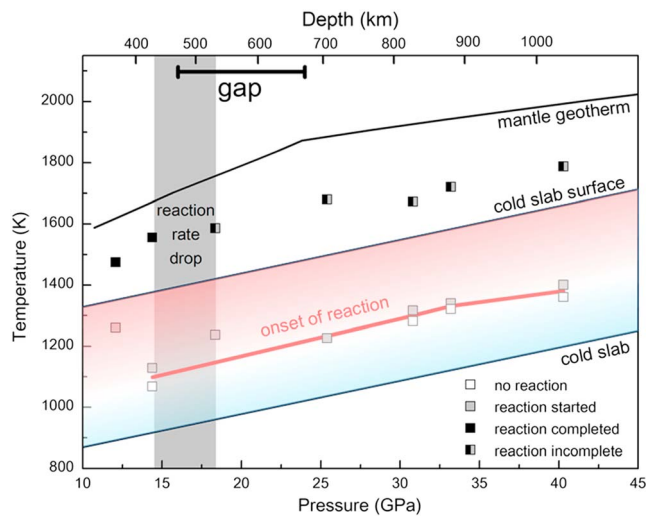 Depth (km)
400 500 600 700 800 900 1000
gap
2000
1800
1600
1400
1200
1000
800
Temperature (K)
mantle geotherm
cold slab surface
reaction
rate
drop
onset of reaction
cold slab
no reaction
reaction started
reaction completed
reaction incomplete
10 15 20 25 30 35 40 45
Pressure (GPa)